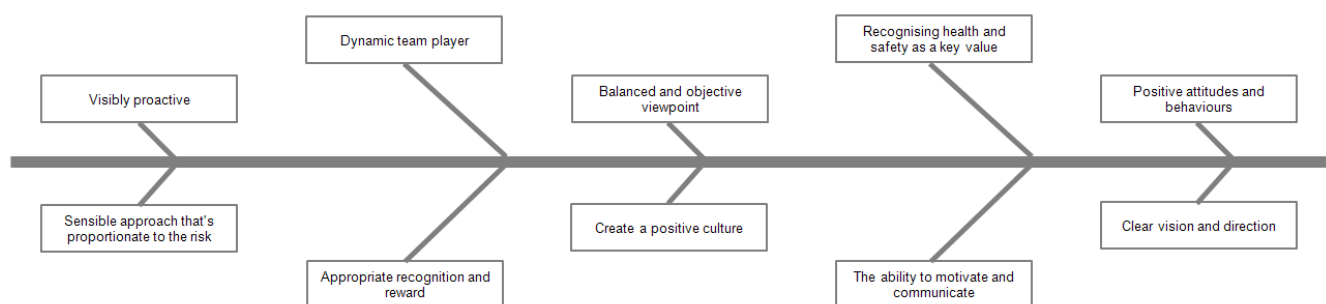 Dynamic team player
Recognising health and
safety as a key value
Visibly proactive
Balanced and objective
viewpoint
Positive attitudes and
behaviours
Sensible approach that's
proportionate to the risk
Create a positive culture
Clear vision and direction
Appropriate recognition and
reward
The ability to motivate and
communicate